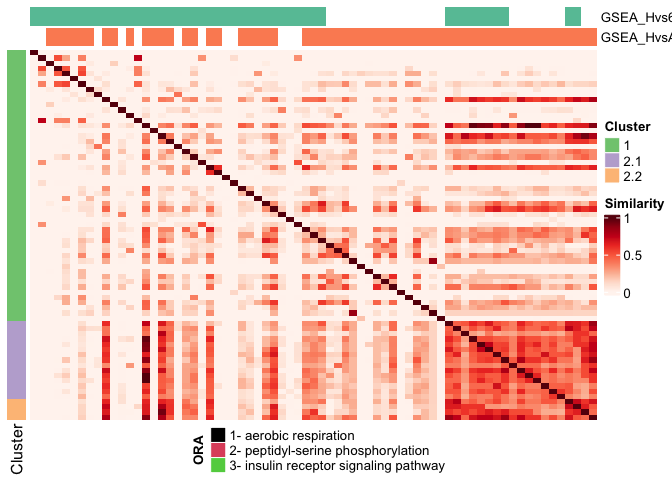 GSEA_Hvs6
GSEA_HvsA
Cluster
1
2.1
2.2
Similarity
1
0.5
0
Cluster
ORA
1- aerobic respiration
2- peptidyl-serine phosphorylation
3- insulin receptor signaling pathway